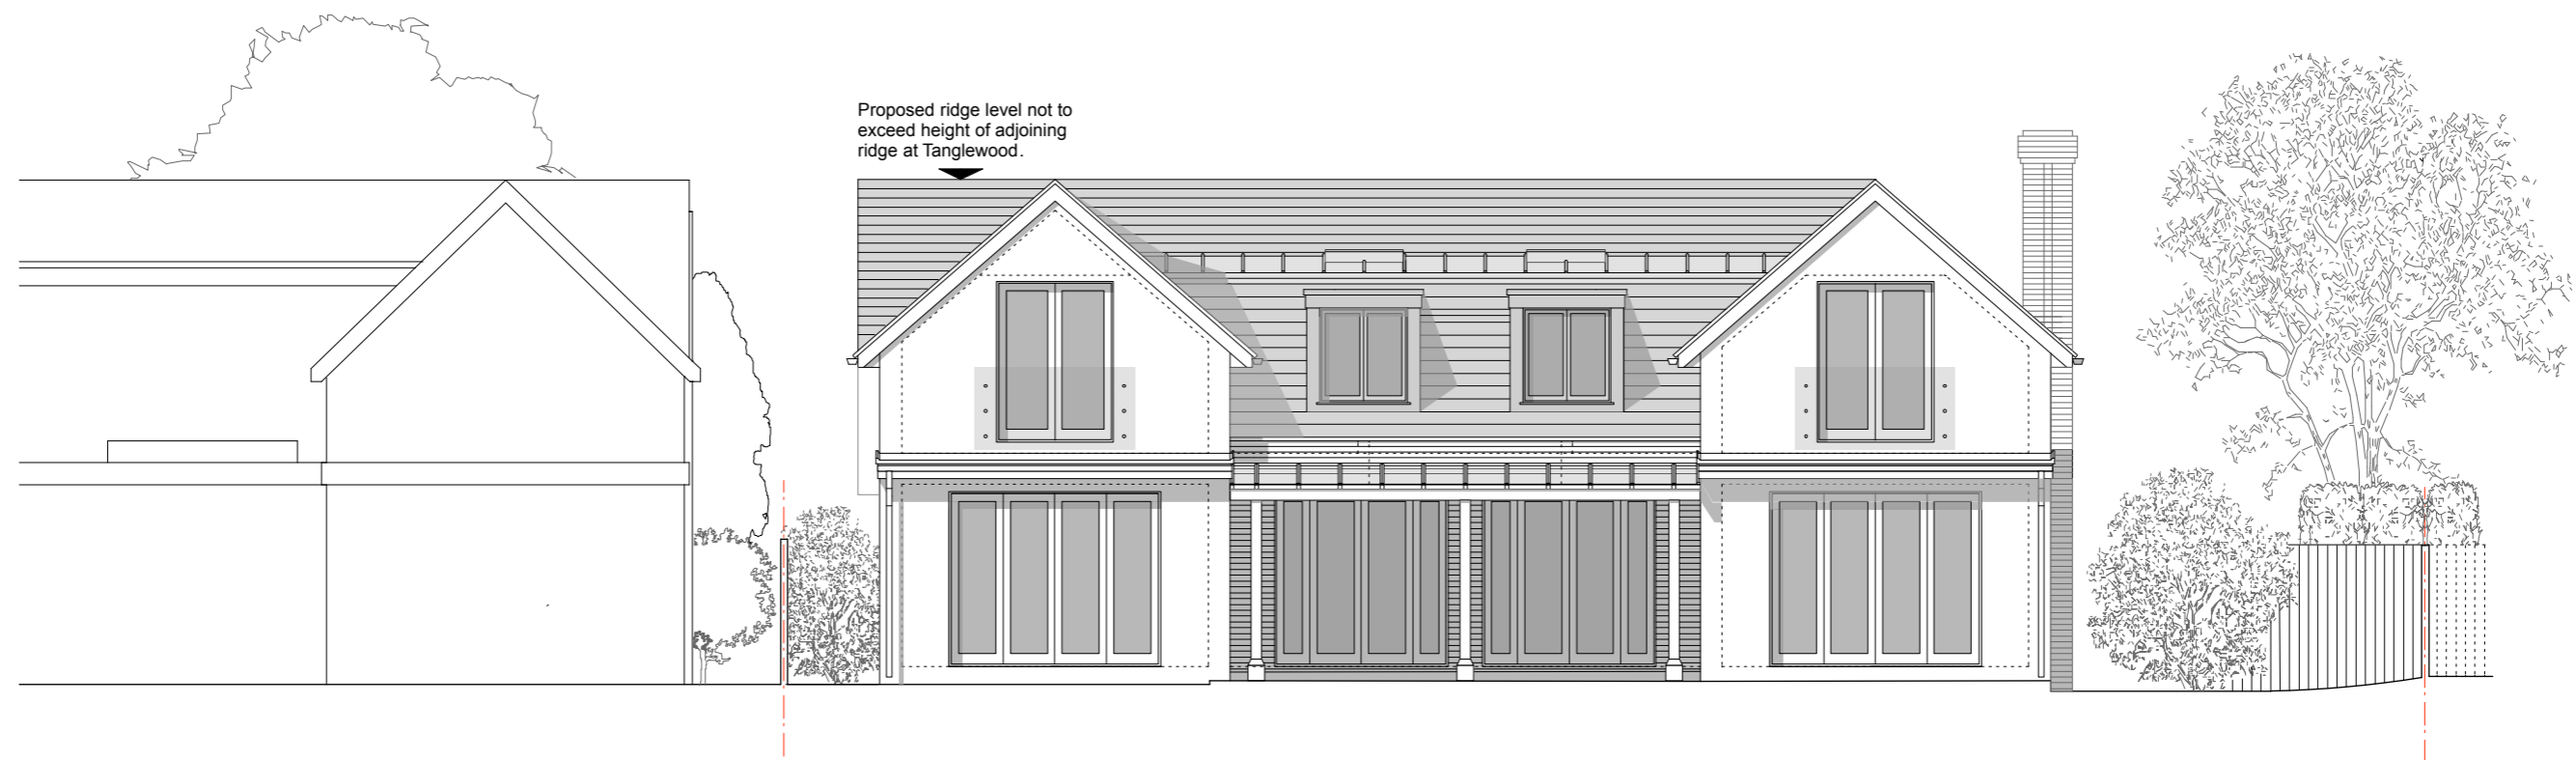 Proposed ridge level not to
exceed height of adjoining
ridge at Tanglewood.